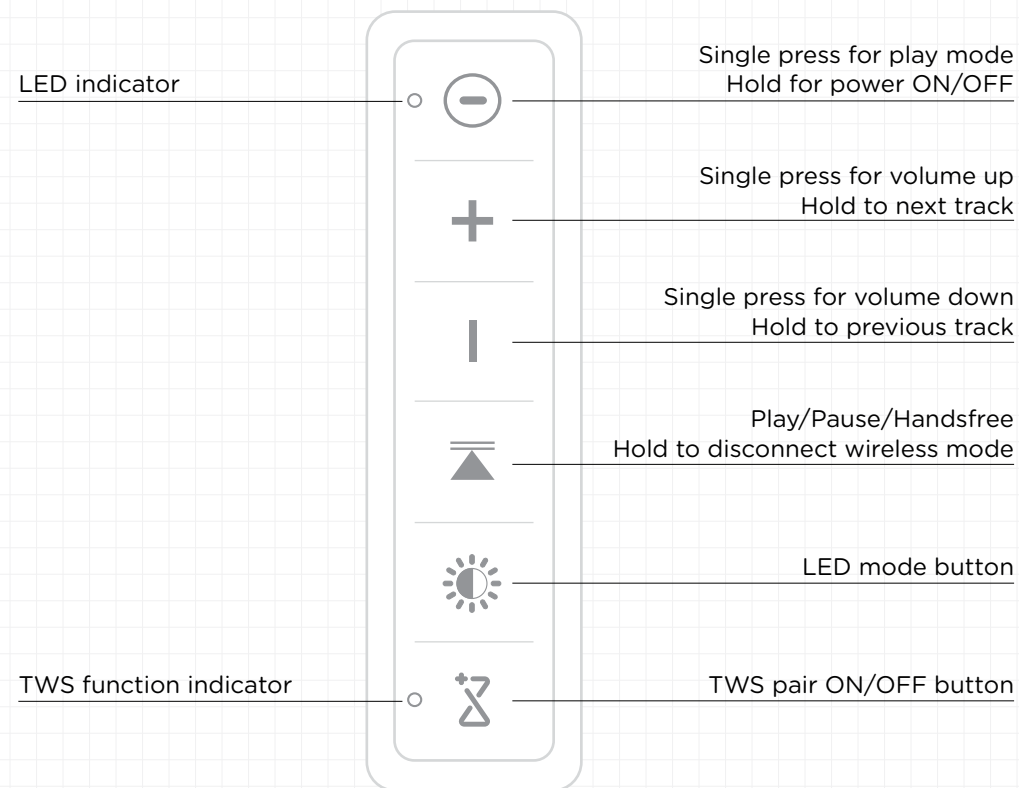 Single press for play mode
LED indicator
Hold for power ON/OFF
Single press for volume up
Hold to next track
Single press for volume down
Hold to previous track
Play/Pause/Handsfree
Hold to disconnect wireless mode
LED mode button
TWS function indicator
TWS pair ON/OFF button